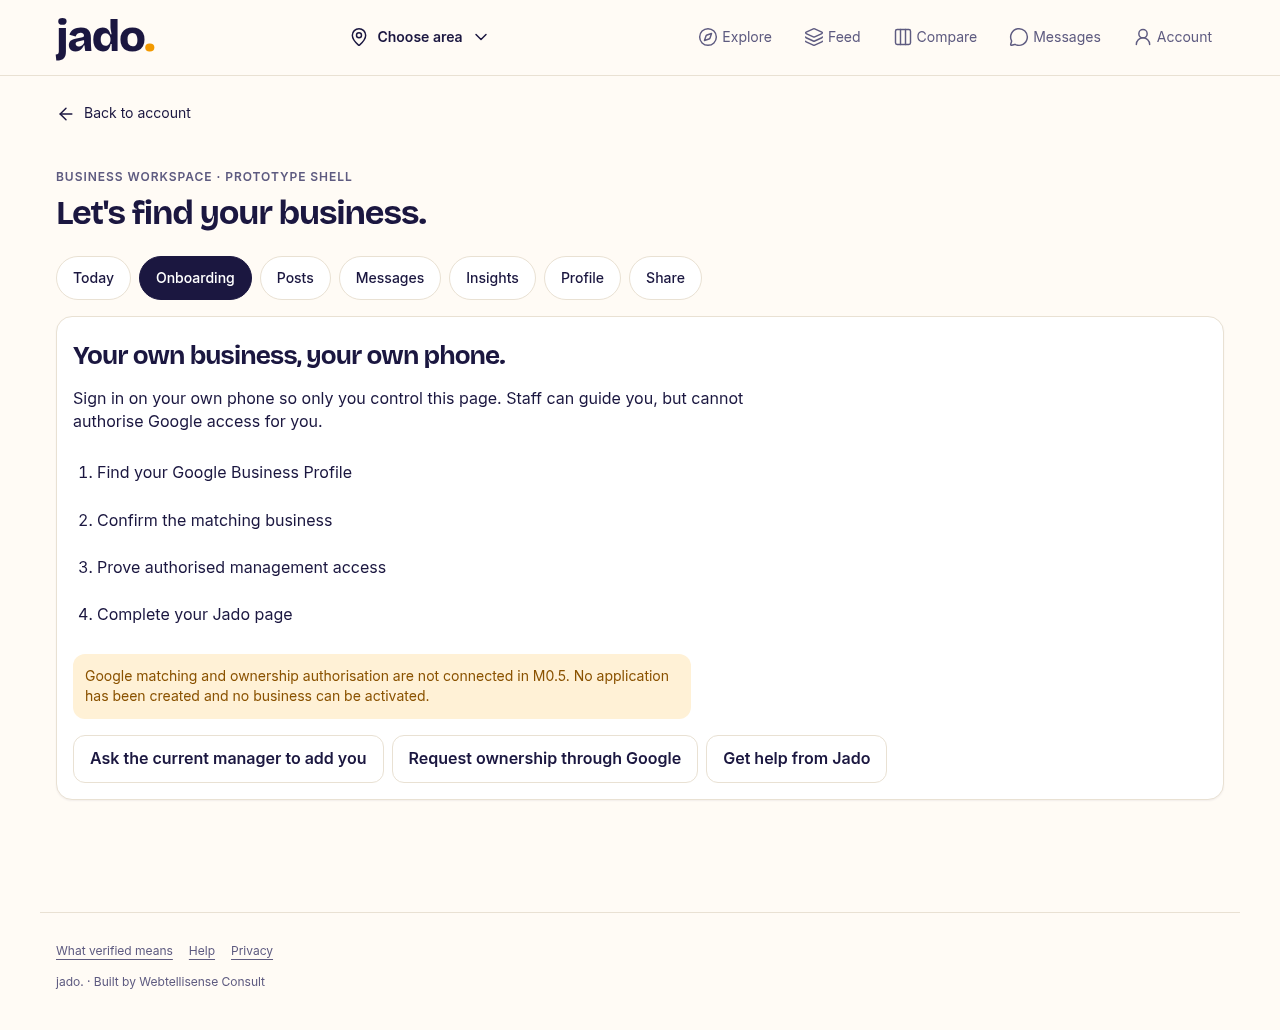 jado.
Choose area
Explore
Feed
Compare
Messages
Account
Back to account
BUSINESS WORKSPACE · PROTOTYPE SHELL
Let's find your business.
Today
Onboarding
Posts
Messages
Insights
Profile
Share
Your own business, your own phone.
Sign in on your own phone so only you control this page. Staff can guide you, but cannot
authorise Google access for you.
1. Find your Google Business Profile
2. Confirm the matching business
3. Prove authorised management access
4. Complete your Jado page
Google matching and ownership authorisation are not connected in M0.5. No application
has been created and no business can be activated.
Ask the current manager to add you
Request ownership through Google
Get help from Jado
What verified means
Help
Privacy
jado. · Built by Webtellisense Consult